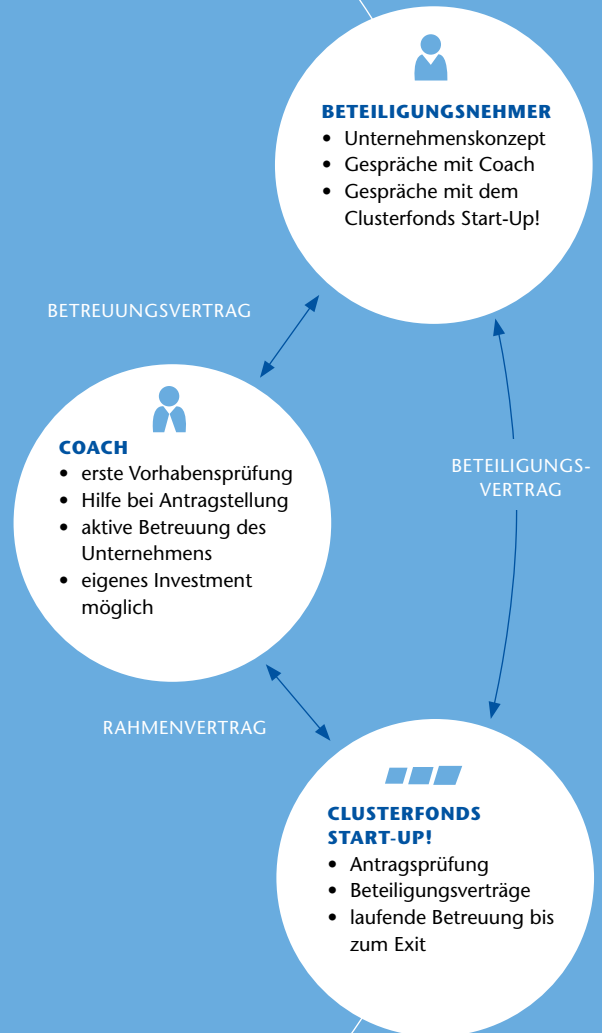 BETEILIGUNGSNEHMER
• Unternehmenskonzept
• Gespräche mit Coach
• Gespräche mit dem
Clusterfonds Start-Up!
BETREUUNGSVERTRAG
COACH
• erste Vorhabensprüfung
• Hilfe bei Antragstellung
• aktive Betreuung des
Unternehmens
• eigenes Investment
möglich
BETEILIGUNGS-
VERTRAG
RAHMENVERTRAG
CLUSTERFONDS
START-UP!
• Antragsprüfung
• Beteiligungsverträge
• laufende Betreuung bis
zum Exit